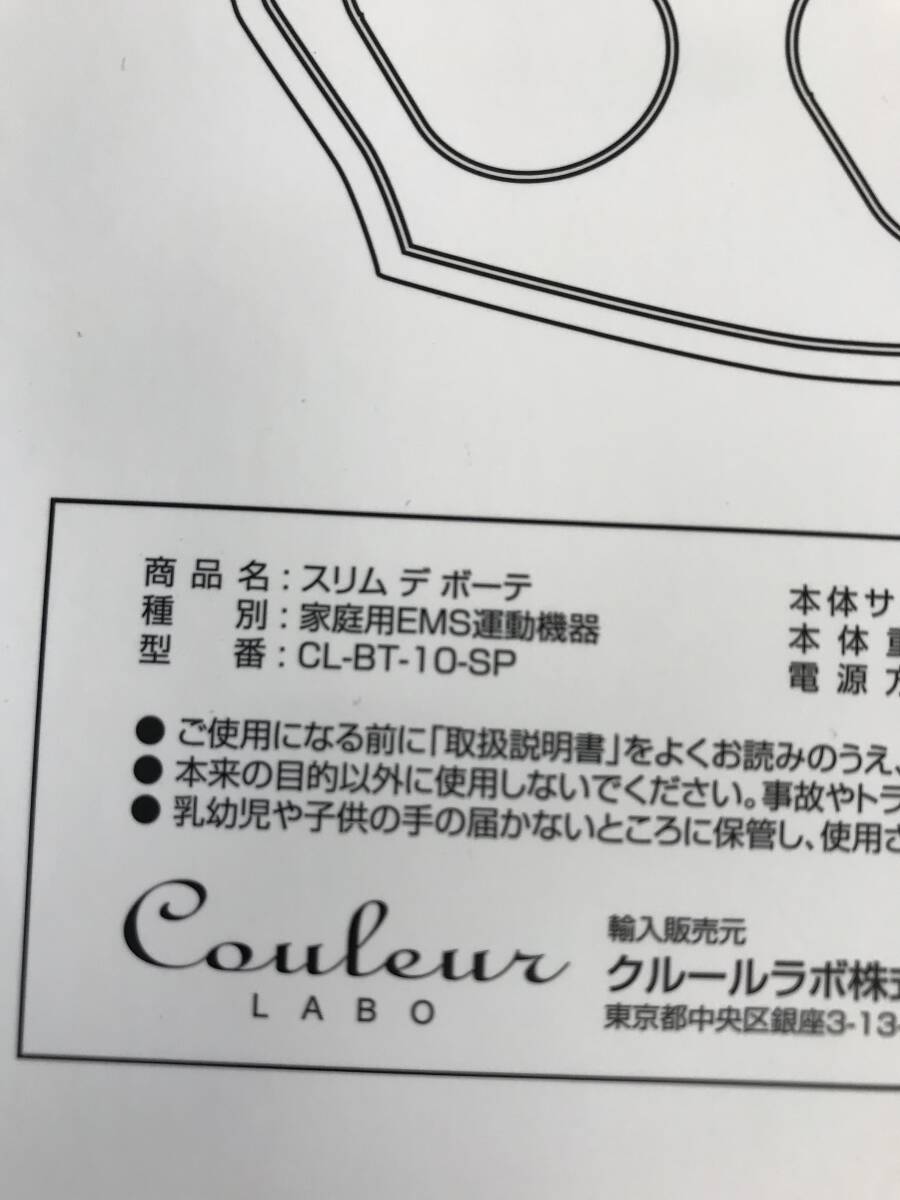 商品名:スリム デ ボーテ
種別:家庭用EMS運動機器
型番:CL-BT-10-SP
本体サ
本体重
電源方
●ご使用になる前に「取扱説明書」をよくお読みのうえ、
●本来の目的以外に使用しないでください。事故やトラ
●乳幼児や子供の手の届かないところに保管し、使用さ
Couleur
LABO
輸入販売元
クルールラボ株式
東京都中央区銀座3-13-